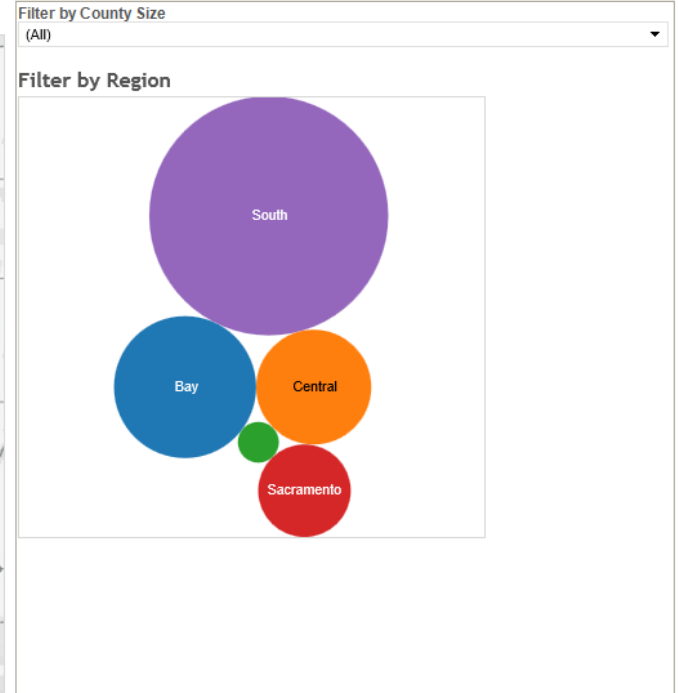 Filter by County Size
(All)
Filter by Region
South
Bay
Central
Sacramento